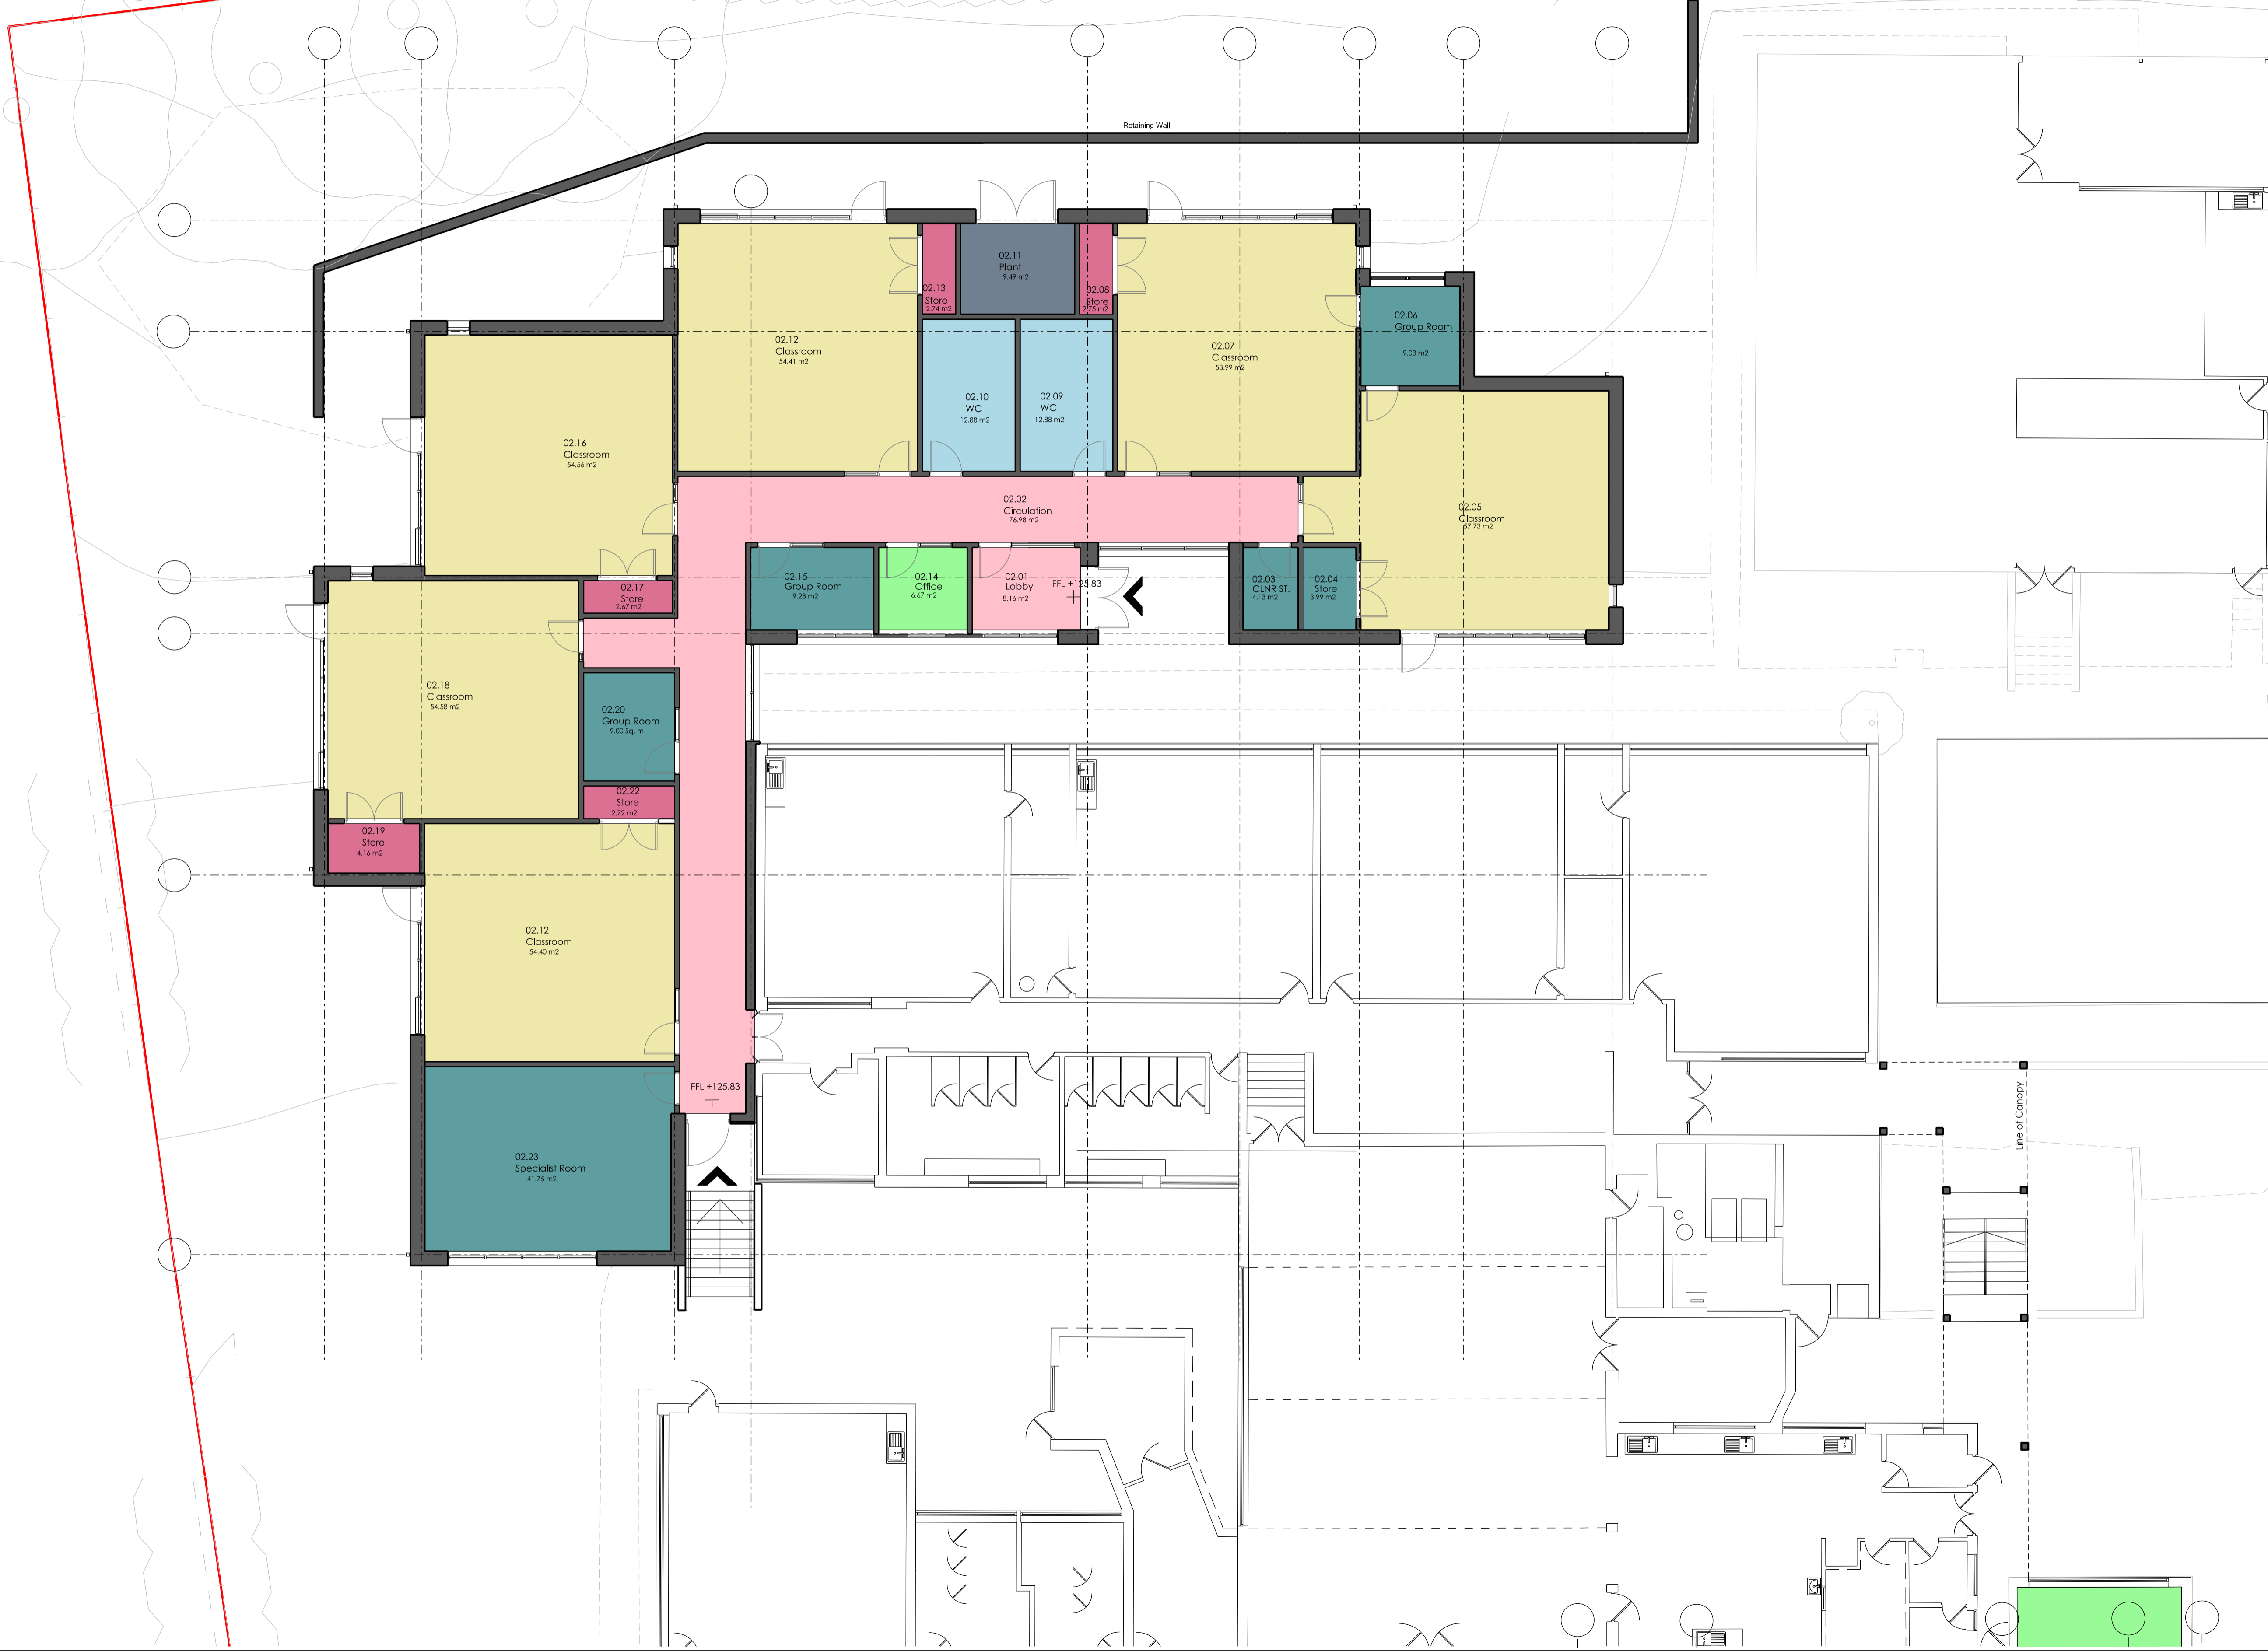 Retaining Wall
02.11
Plant
9.49 m2
02.13
Store
2.74 m2
02.08
Store
2.75 m2
02.06
Group Room
9.03 m2
02.12
Classroom
54.41 m2
02.07
Classroom
53.99 m2
02.10
WC
12.88 m2
02.09
WC
12.88 m2
02.16
Classroom
54.56 m2
02.02
Circulation
76.98 m2
02.05
Classroom
57.73 m2
02.15
Group Room
9.28 m2
02.14
Office
6.67 m2
02.01
Lobby
8.16 m2
FFL +125.83
02.03
CLNR ST.
4.13 m2
02.04
Store
3.99 m2
02.17
Store
2.67 m2
02.18
Classroom
54.58 m2
02.20
Group Room
9.00 Sq. m
02.22
Store
2.72 m2
02.19
Store
4.16 m2
02.12
Classroom
54.40 m2
FFL +125.83
Line of Canopy
02.23
Specialist Room
41.75 m2